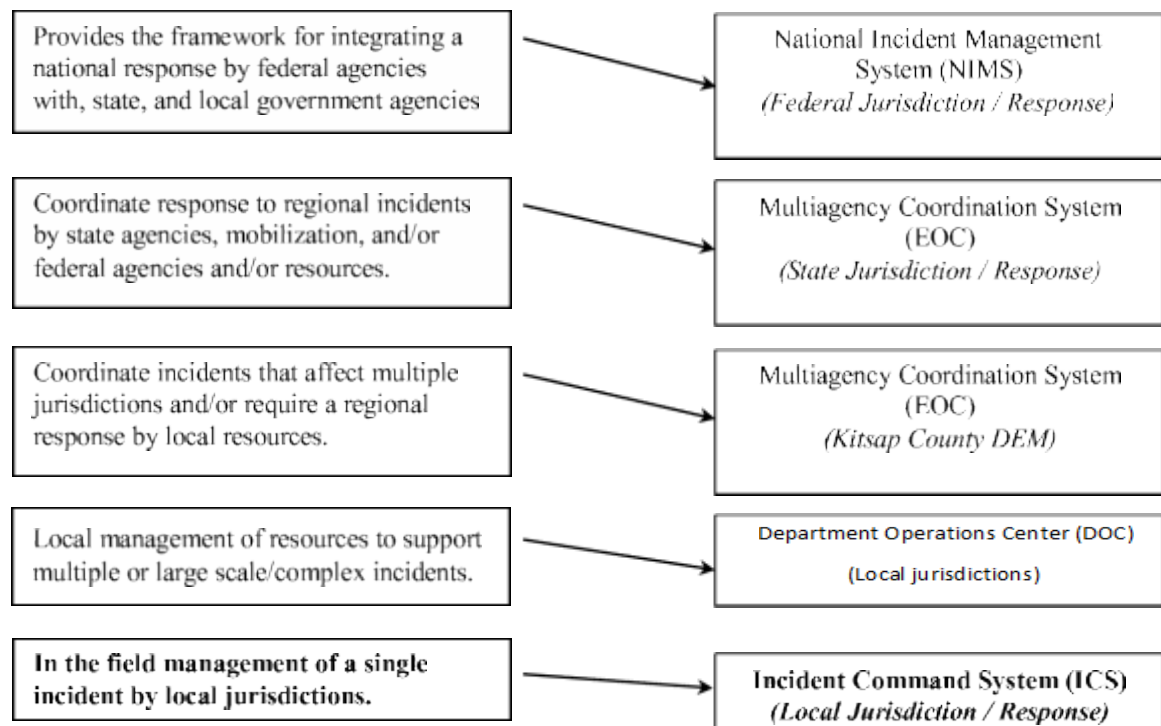 Provides the framework for integrating a
national response by federal agencies
with, state, and local government agencies
National Incident Management
System (NIMS)
(Federal Jurisdiction / Response)
Coordinate response to regional incidents
by state agencies, mobilization, and/or
federal agencies and/or resources.
Multiagency Coordination System
(EOC)
(State Jurisdiction / Response)
Coordinate incidents that affect multiple
jurisdictions and/or require a regional
response by local resources.
Multiagency Coordination System
(EOC)
(Kitsap County DEM)
Local management of resources to support
multiple or large scale/complex incidents.
Department Operations Center (DOC)
(Local jurisdictions)
In the field management of a single
incident by local jurisdictions.
Incident Command System (ICS)
(Local Jurisdiction / Response)